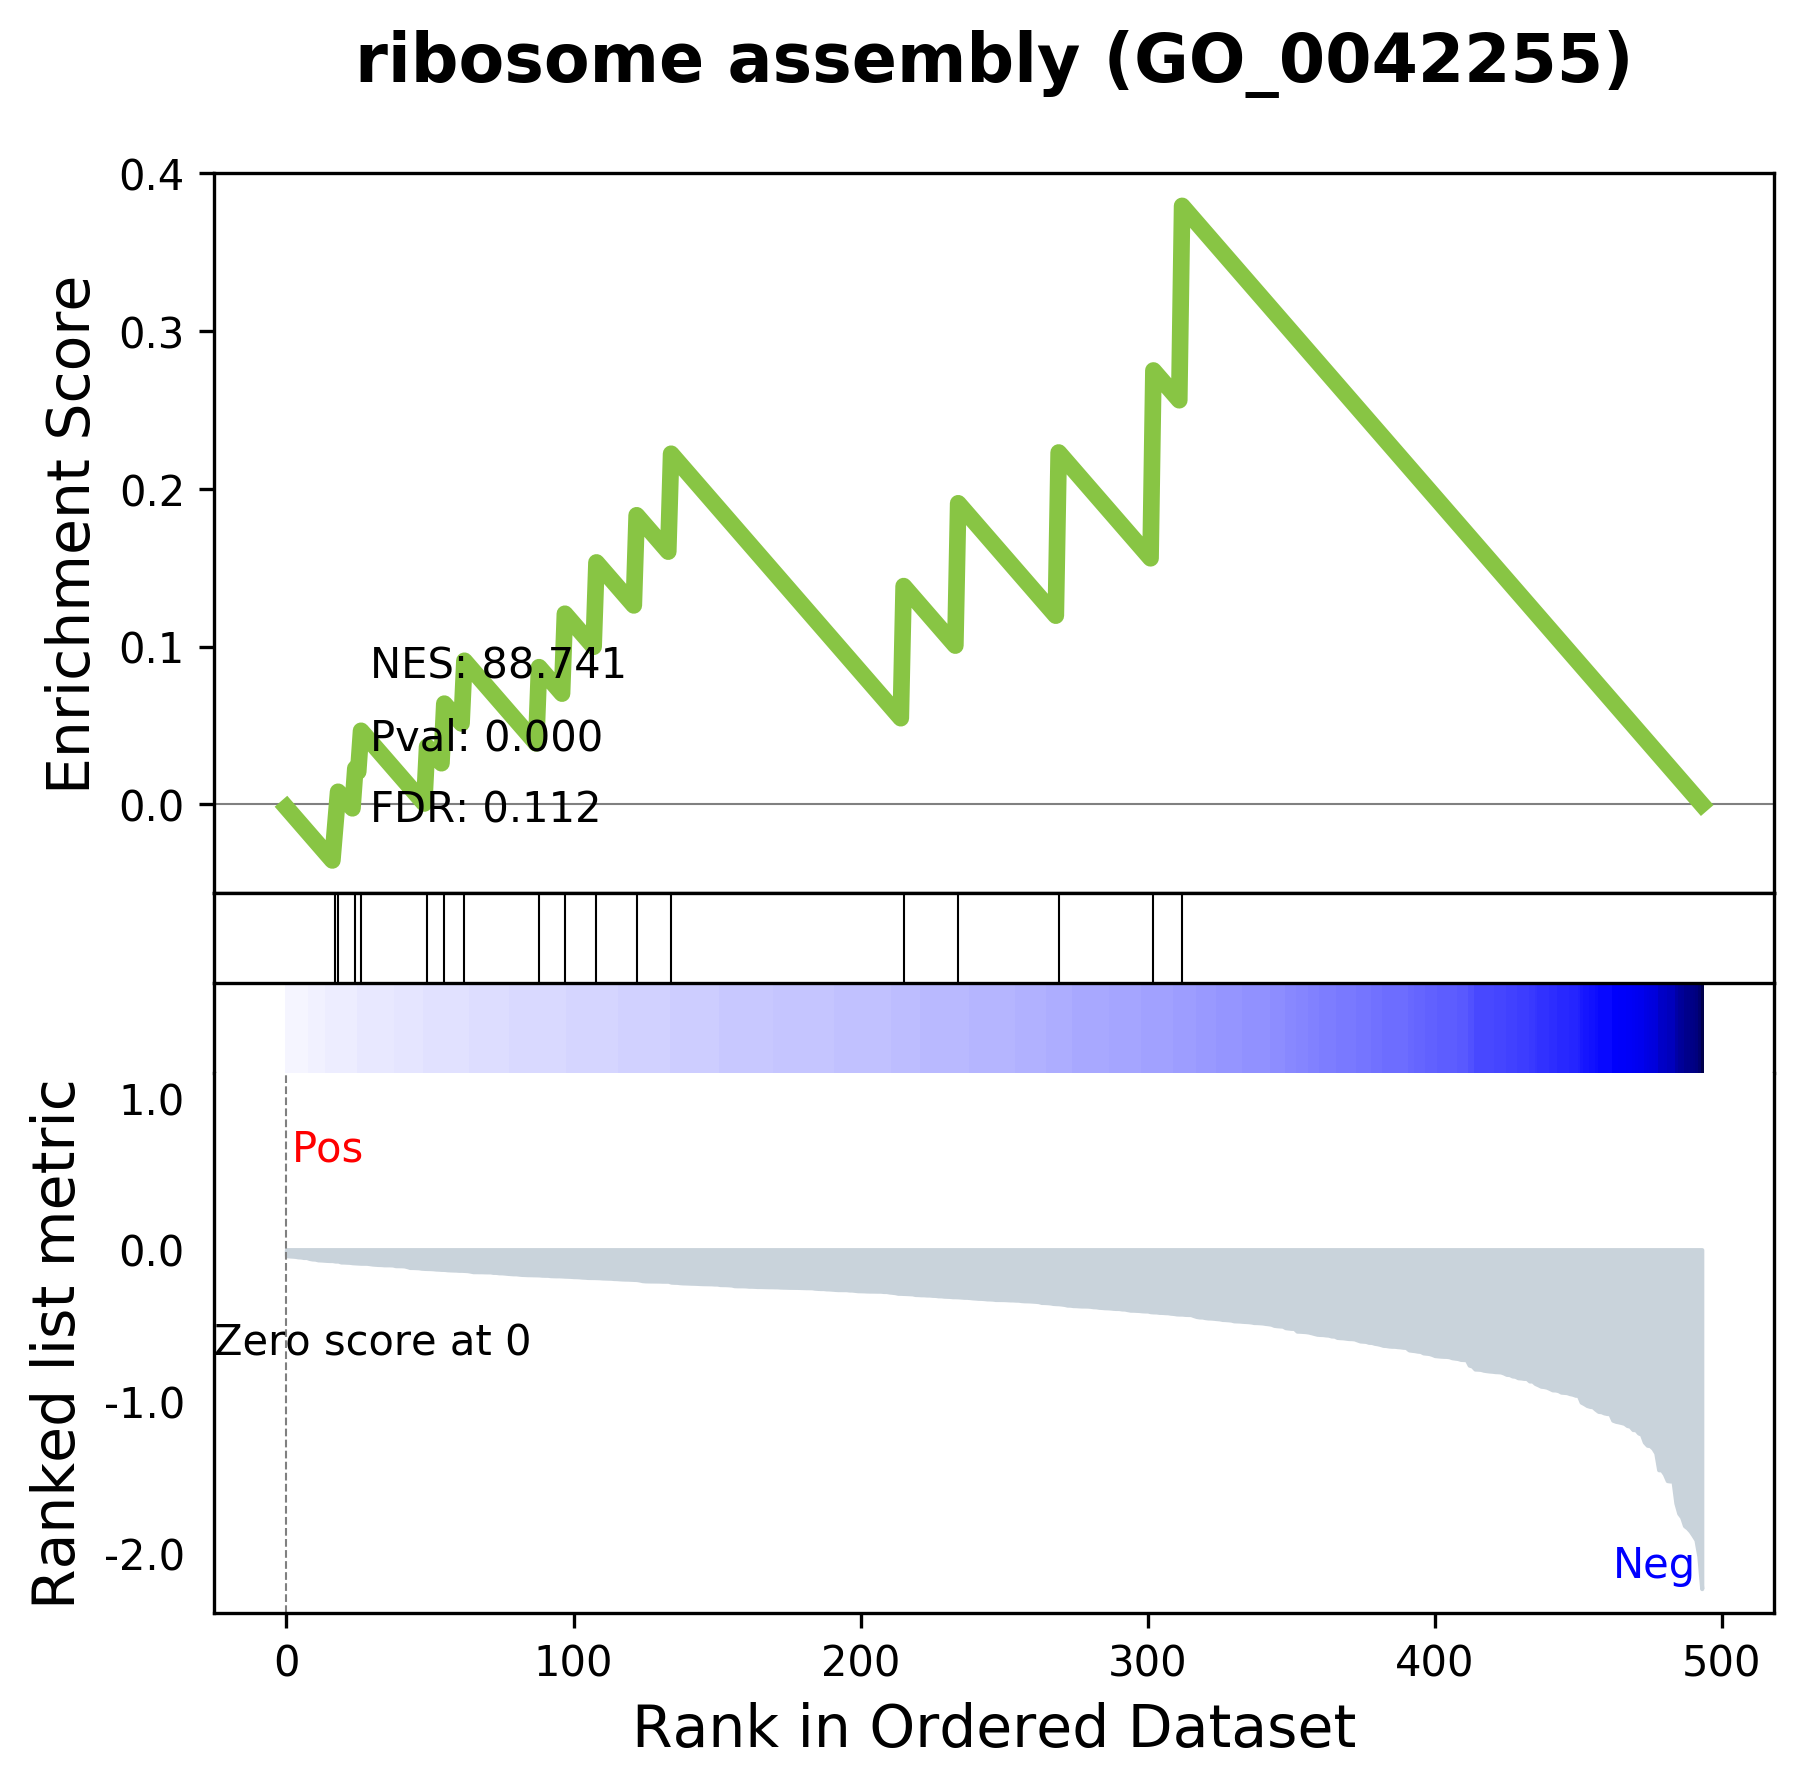 ribosome assembly (GO_0042255)
Enrichment Score
0.4
0.3
0.2
0.1
0.0
NES: 88.741
Pval: 0.000
FDR: 0.112
Ranked list metric
1.0
0.0
-1.0
-2.0
Pos
Zero score at 0
Neg
0 100 200 300 400 500
Rank in Ordered Dataset